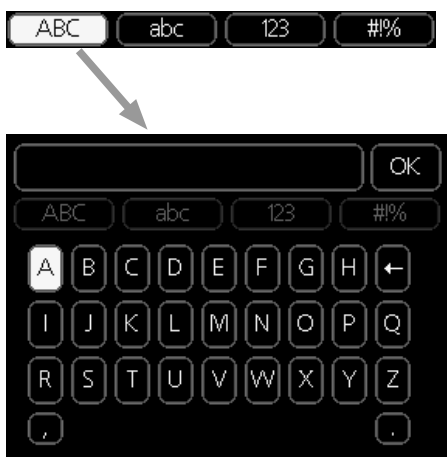 ABC abc 123 #!%
OK
ABC abc 123 #!%
A B C D E F G H ←
I J K L M N O P Q
R S T U V W X Y Z
, .